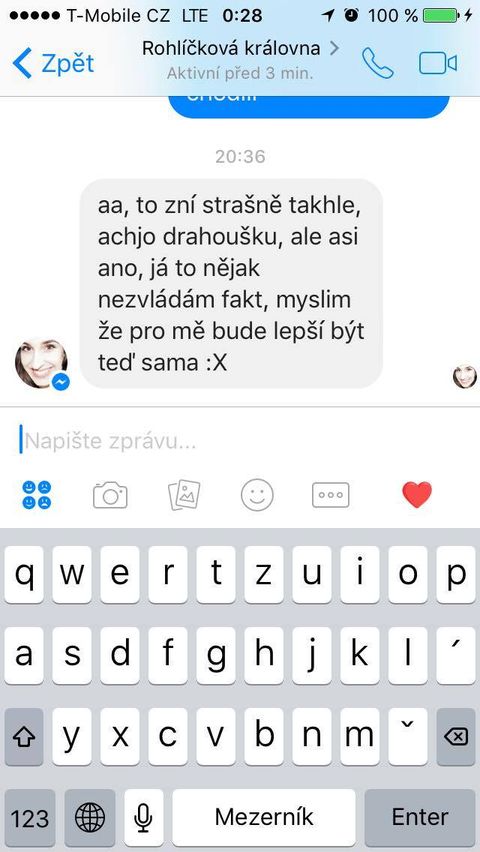 T-Mobile CZ LTE 0:28 100 %
Rohlíčková královna
Zpět
Aktivní před 3 min.
20:36
aa, to zní strašně takhle,
achjo drahoušku, ale asi
ano, já to nějak
nezvládám fakt, myslim
že pro mě bude lepší být
teď sama :X
Napište zprávu...
q w e r t z u i o p
a s d f g h j k l ´
y x c v b n m ˇ
123 Mezerník Enter